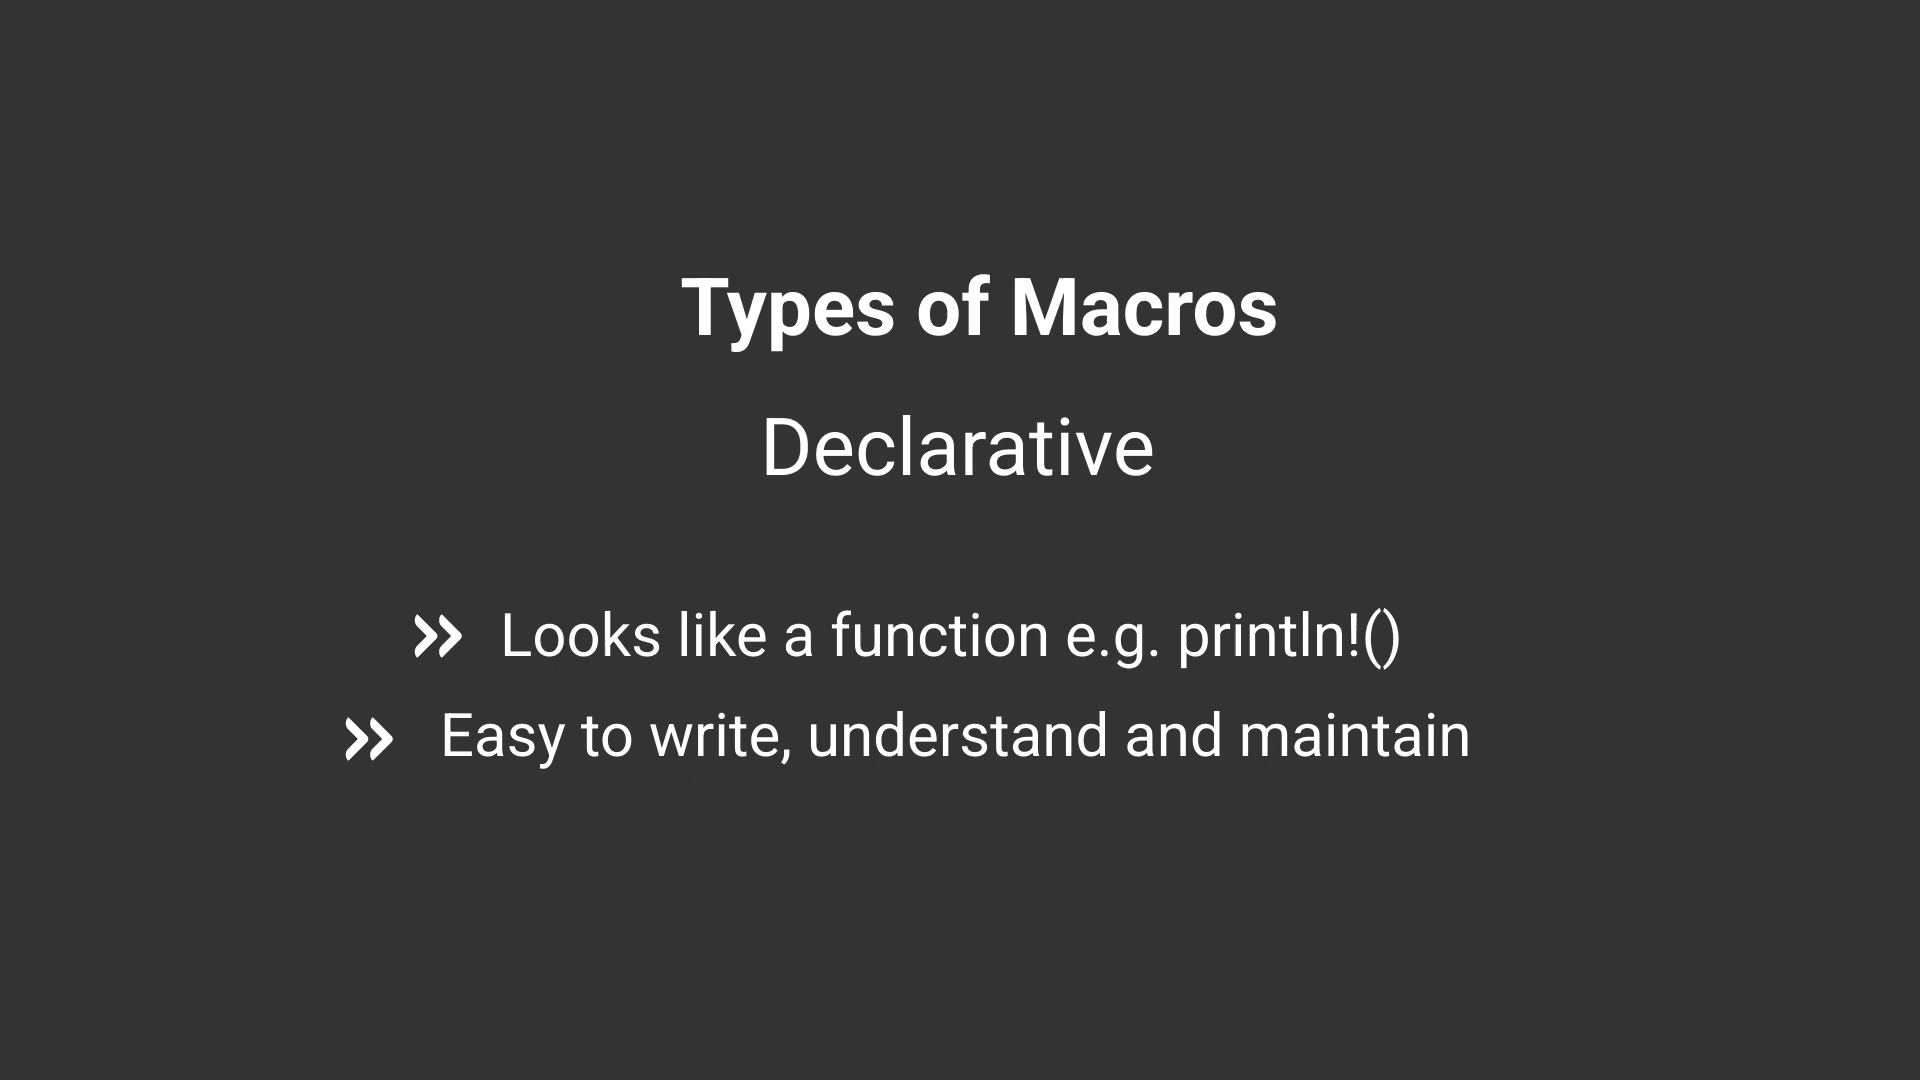 Types of Macros
Declarative
» Looks like a function e.g. println!()
» Easy to write, understand and maintain